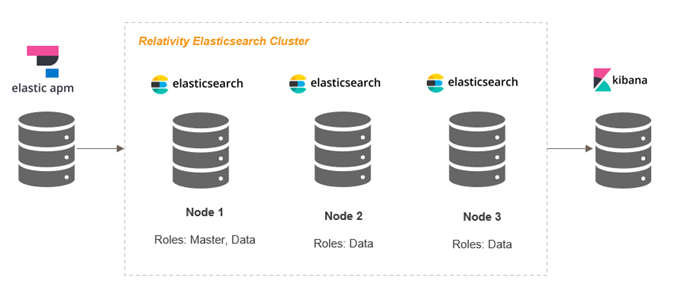 Relativity Elasticsearch Cluster
elastic apm
elasticsearch
elasticsearch
elasticsearch
kibana
Node 1
Node 2
Node 3
Roles: Master, Data
Roles: Data
Roles: Data